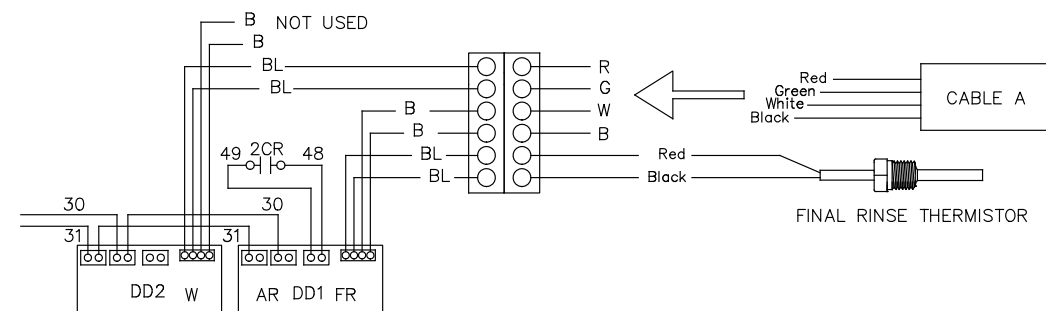 B NOT USED
B
BL R
BL G
B W
B B
BL Red
BL Black
Red
Green
White
Black
CABLE A
49 2CR 48
FINAL RINSE THERMISTOR
30 30
31 31
DD2 W AR DD1 FR